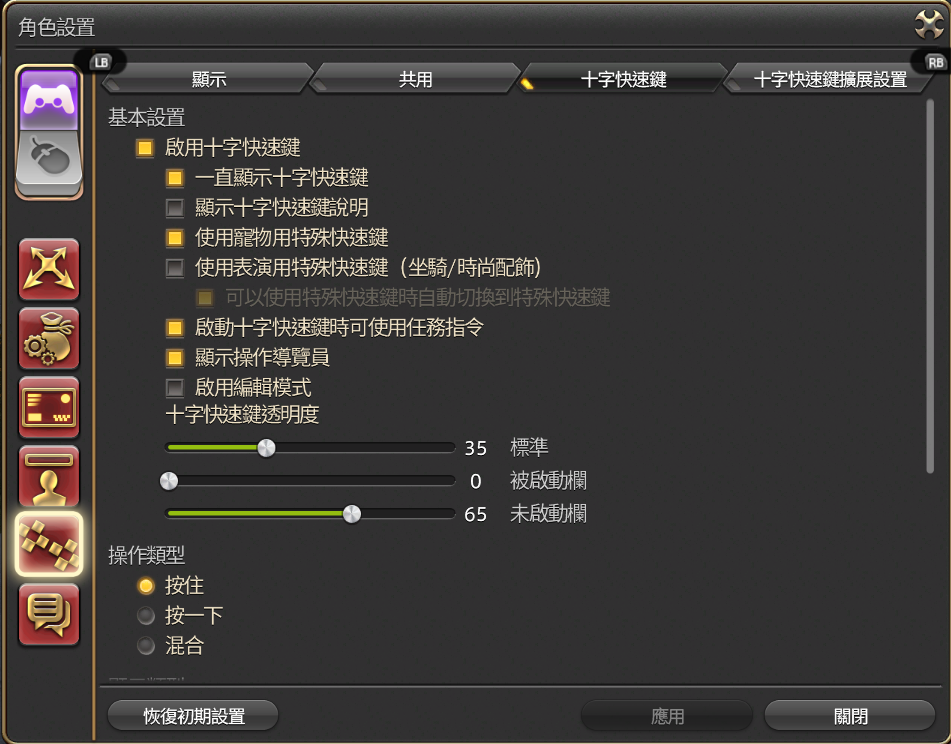 角色設置
LB
RB
顯示
共用
十字快速鍵
十字快速鍵擴展設置
基本設置
啟用十字快速鍵
一直顯示十字快速鍵
顯示十字快速鍵說明
使用寵物用特殊快速鍵
使用表演用特殊快速鍵（坐騎/時尚配飾）
可以使用特殊快速鍵時自動切換到特殊快速鍵
啟動十字快速鍵時可使用任務指令
顯示操作導覽員
啟用編輯模式
十字快速鍵透明度
35 標準
0 被啟動欄
65 未啟動欄
操作類型
按住
按一下
混合
恢復初期設置
應用
關閉